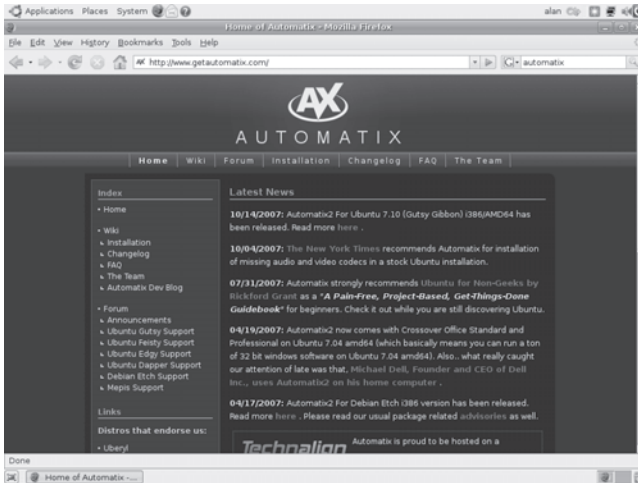 Applications Places System
alan
Home of Automatix - Mozilla Firefox
File Edit View History Bookmarks Tools Help
http://www.getautomatix.com/
automatix
AX
AUTOMATIX
Home Wiki Forum Installation Changelog FAQ The Team
Index
Home
Wiki
Installation
Changelog
FAQ
The Team
Automatix Dev Blog
Forum
Announcements
Ubuntu Gutsy Support
Ubuntu Feisty Support
Ubuntu Edgy Support
Ubuntu Dapper Support
Debian Etch Support
Mepis Support
Links
Distros that endorse us:
Uberyl
Latest News
10/14/2007: Automatix2 For Ubuntu 7.10 (Gutsy Gibbon) i386/AMD64 has
been released. Read more here .
10/04/2007: The New York Times recommends Automatix for installation
of missing audio and video codecs in a stock Ubuntu installation.
07/31/2007: Automatix strongly recommends Ubuntu for Non-Geeks by
Rickford Grant as a "A Pain-Free, Project-Based, Get-Things-Done
Guidebook" for beginners. Check it out while you are still discovering Ubuntu.
04/19/2007: Automatix2 now comes with Crossover Office Standard and
Professional on Ubuntu 7.04 amd64 (which basically means you can run a ton
of 32 bit windows software on Ubuntu 7.04 amd64). Also.. what really caught
our attention of late was that, Michael Dell, Founder and CEO of Dell
Inc., uses Automatix2 on his home computer .
04/17/2007: Automatix2 For Debian Etch i386 version has been released.
Read more here . Please read our usual package related advisories as well.
Technalign
Automatix is proud to be hosted on a
Done
Home of Automatix -...